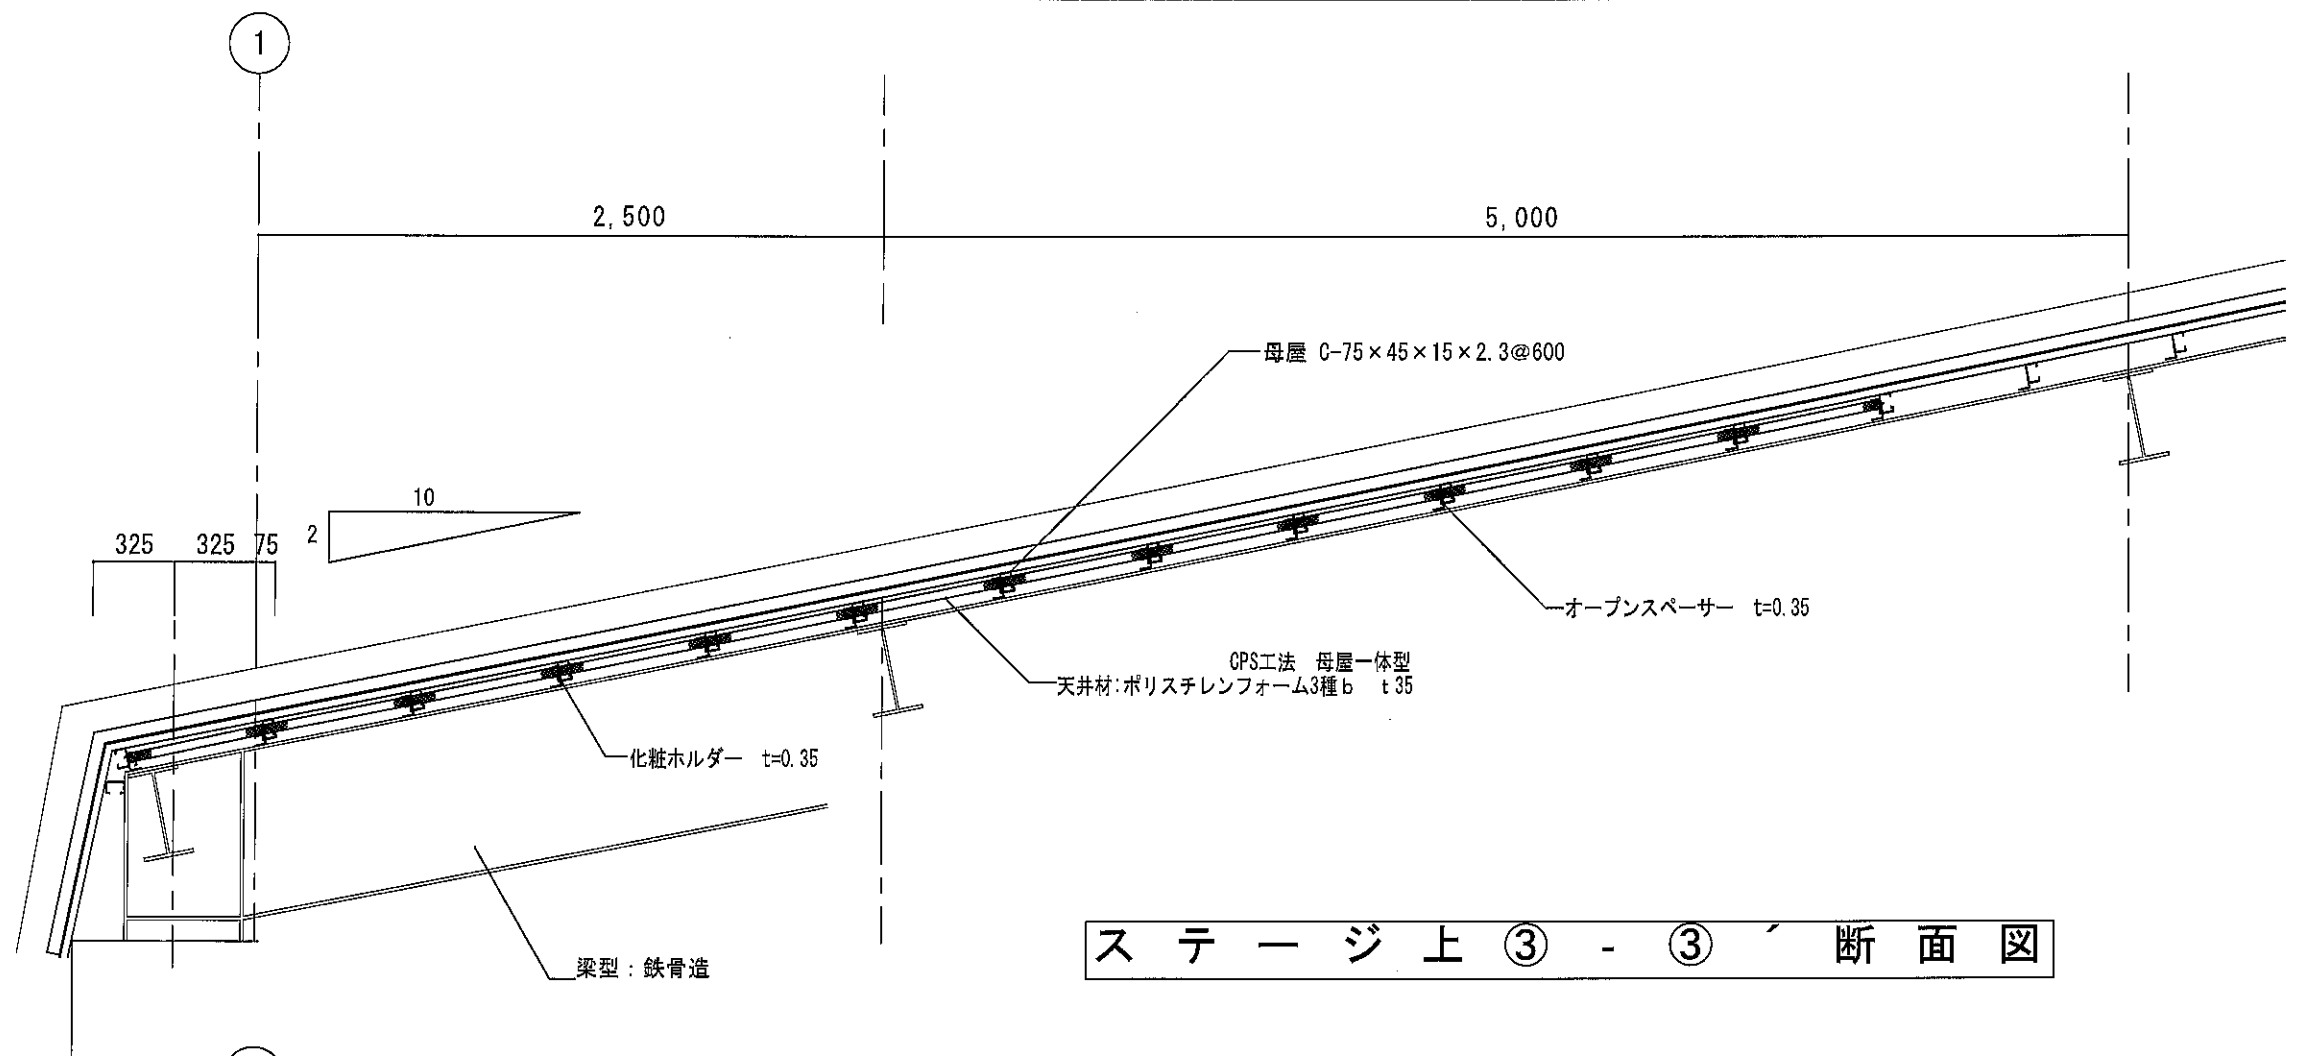 1
2,500
5,000
母屋 C-75×45×15×2.3@600
10
2
325
325
75
オープンスペーサー t=0.35
CPS工法 母屋一体型
天井材:ポリスチレンフォーム3種b t35
化粧ホルダー t=0.35
梁型:鉄骨造
ステージ上③-③´断面図